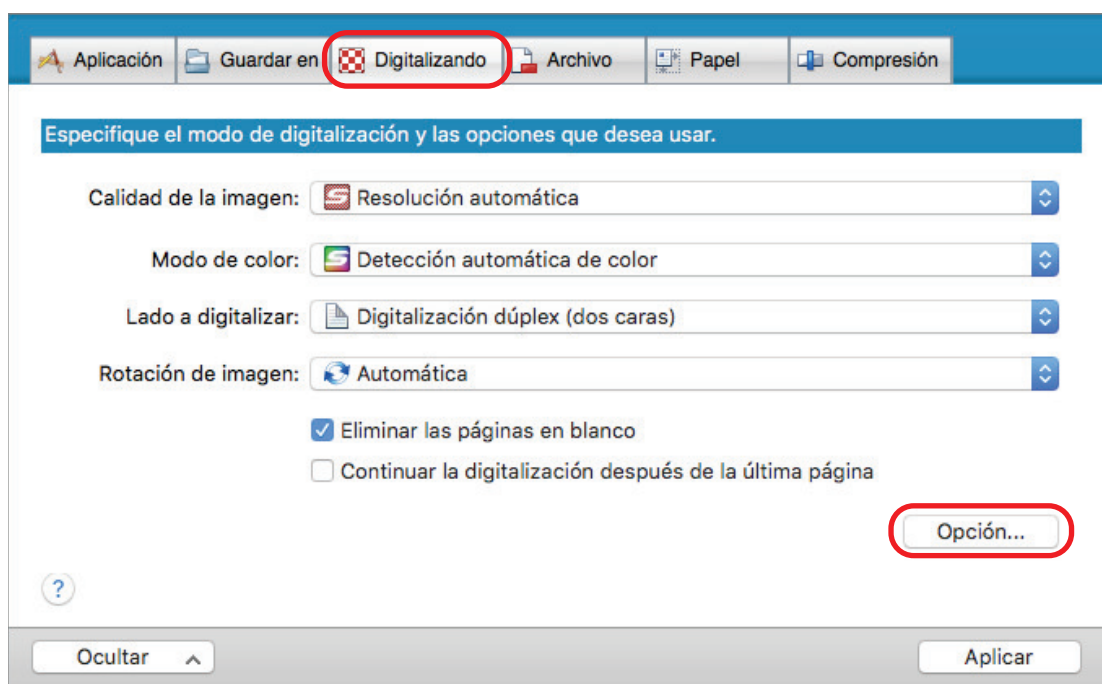 Aplicación Guardar en Digitalizando Archivo Papel Compresión
Especifique el modo de digitalización y las opciones que desea usar.
Calidad de la imagen: Resolución automática
Modo de color: Detección automática de color
Lado a digitalizar: Digitalización dúplex (dos caras)
Rotación de imagen: Automática
Eliminar las páginas en blanco
Continuar la digitalización después de la última página
Opción...
?
Ocultar Aplicar